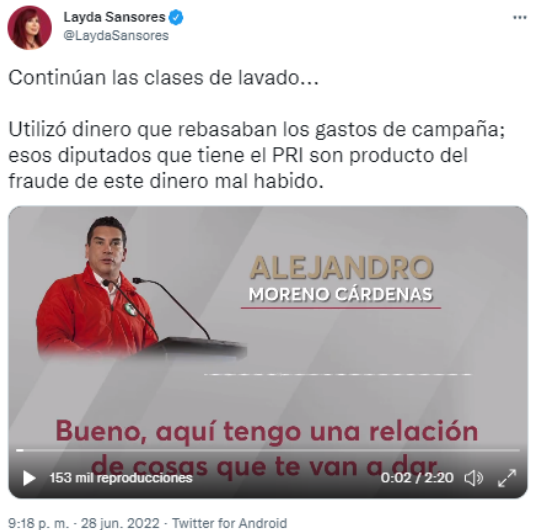 Layda Sansores
@LaydaSansores
Continúan las clases de lavado...
Utilizó dinero que rebasaban los gastos de campaña;
esos diputados que tiene el PRI son producto del
fraude de este dinero mal habido.
ALEJANDRO
MORENO CÁRDENAS
Bueno, aquí tengo una relación
de cosas que te van a dar,
153 mil reproducciones
0:02 / 2:20
9:18 p. m. · 28 jun. 2022 · Twitter for Android